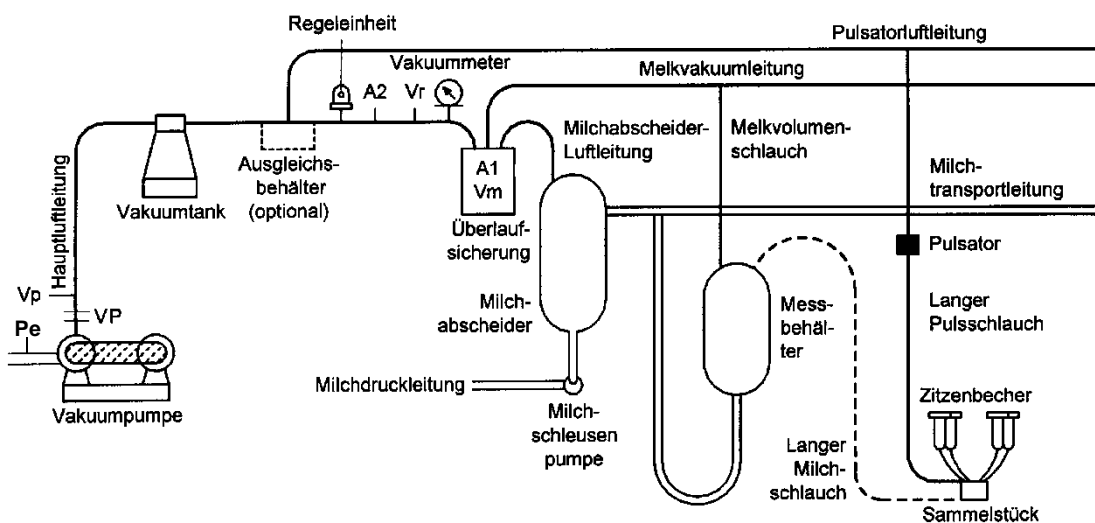 Regeleinheit
Pulsatorluftleitung
Vakuummeter
Melkvakuumleitung
A2
Vr
Hauptluftleitung
Vakuumtank
Ausgleichs-
behälter
(optional)
A1
Vm
Überlauf-
sicherung
Milchabscheider-
Luftleitung
Melkvolumen-
schlauch
Milch-
transportleitung
Pulsator
Vp
VP
Pe
Vakuumpumpe
Milch-
abscheider
Mess-
behäl-
ter
Langer
Pulsschlauch
Milchdruckleitung
Milch-
schleusen
pumpe
Zitzenbecher
Langer
Milch-
schlauch
Sammelstück